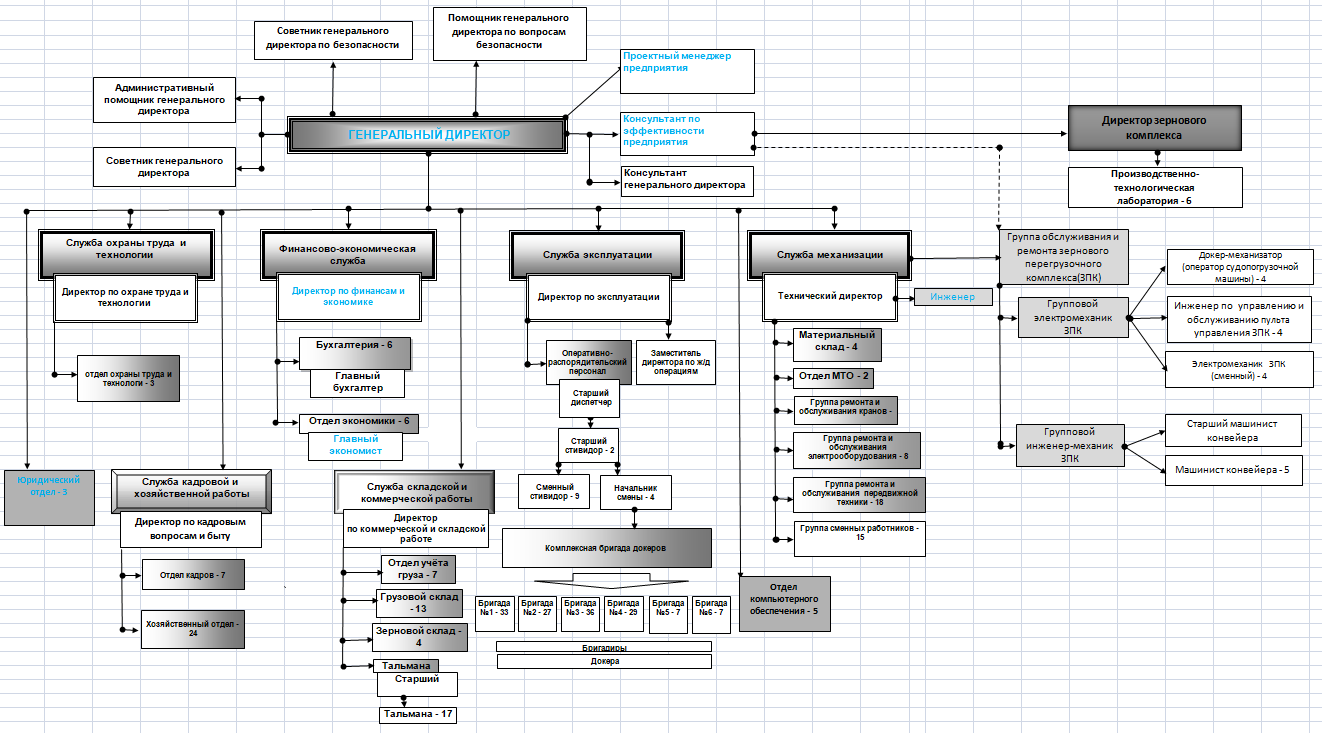 Советник генерального
директора по безопасности
Помощник генерального
директора по вопросам
безопасности
Проектный менеджер
предприятия
Административный
помощник генерального
директора
ГЕНЕРАЛЬНЫЙ ДИРЕКТОР
Консультант по
эффективности
предприятия
Директор зернового
комплекса
Советник генерального
директора
Консультант
генерального директора
Производственно-
технологическая
лаборатория - 6
Служба охраны труда и
технологии
Директор по охране труда и
технологии
отдел охраны труда и
технологи - 3
Финансово-экономическая
служба
Директор по финансам и
экономике
Бухгалтерия - 6
Главный
бухгалтер
Отдел экономики - 6
Главный
экономист
Служба эксплуатации
Директор по эксплуатации
Оперативно-
распорядительский
персонал
Заместитель
директора по ж/д
операциям
Старший
диспетчер
Старший
стивидор - 2
Сменный
стивидор - 9
Начальник
смены - 4
Комплексная бригада докеров
Бригада
№1 - 33
Бригада
№2 - 27
Бригада
№3 - 36
Бригада
№4 - 29
Бригада
№5 - 7
Бригада
№6 - 7
Бригадиры
Докера
Служба механизации
Технический директор
Инженер
Материальный
склад - 4
Отдел МТО - 2
Группа ремонта и
обслуживания кранов -
Группа ремонта и
обслуживания
электрооборудования - 8
Группа ремонта и
обслуживания передвижной
техники - 18
Группа сменных работников -
15
Группа обслуживания и
ремонта зернового
перегрузочного
комплекса(ЗПК)
Групповой
электромеханик
ЗПК
Докер-механизатор
(оператор судопогрузочной
машины) - 4
Инженер по управлению и
обслуживанию пульта
управления ЗПК - 4
Электромеханик ЗПК
(сменный) - 4
Групповой
инженер-механик
ЗПК
Старший машинист
конвейера
Машинист конвейера - 5
Юридический
отдел - 3
Служба кадровой и
хозяйственной работы
Директор по кадровым
вопросам и быту
Отдел кадров - 7
Хозяйственный отдел -
24
Служба складской и
коммерческой работы
Директор
по коммерческой и складской
работе
Отдел учёта
груза - 7
Грузовой склад
- 13
Зерновой склад -
4
Тальмана
Старший
Тальмана - 17
Отдел
компьютерного
обеспечения - 5